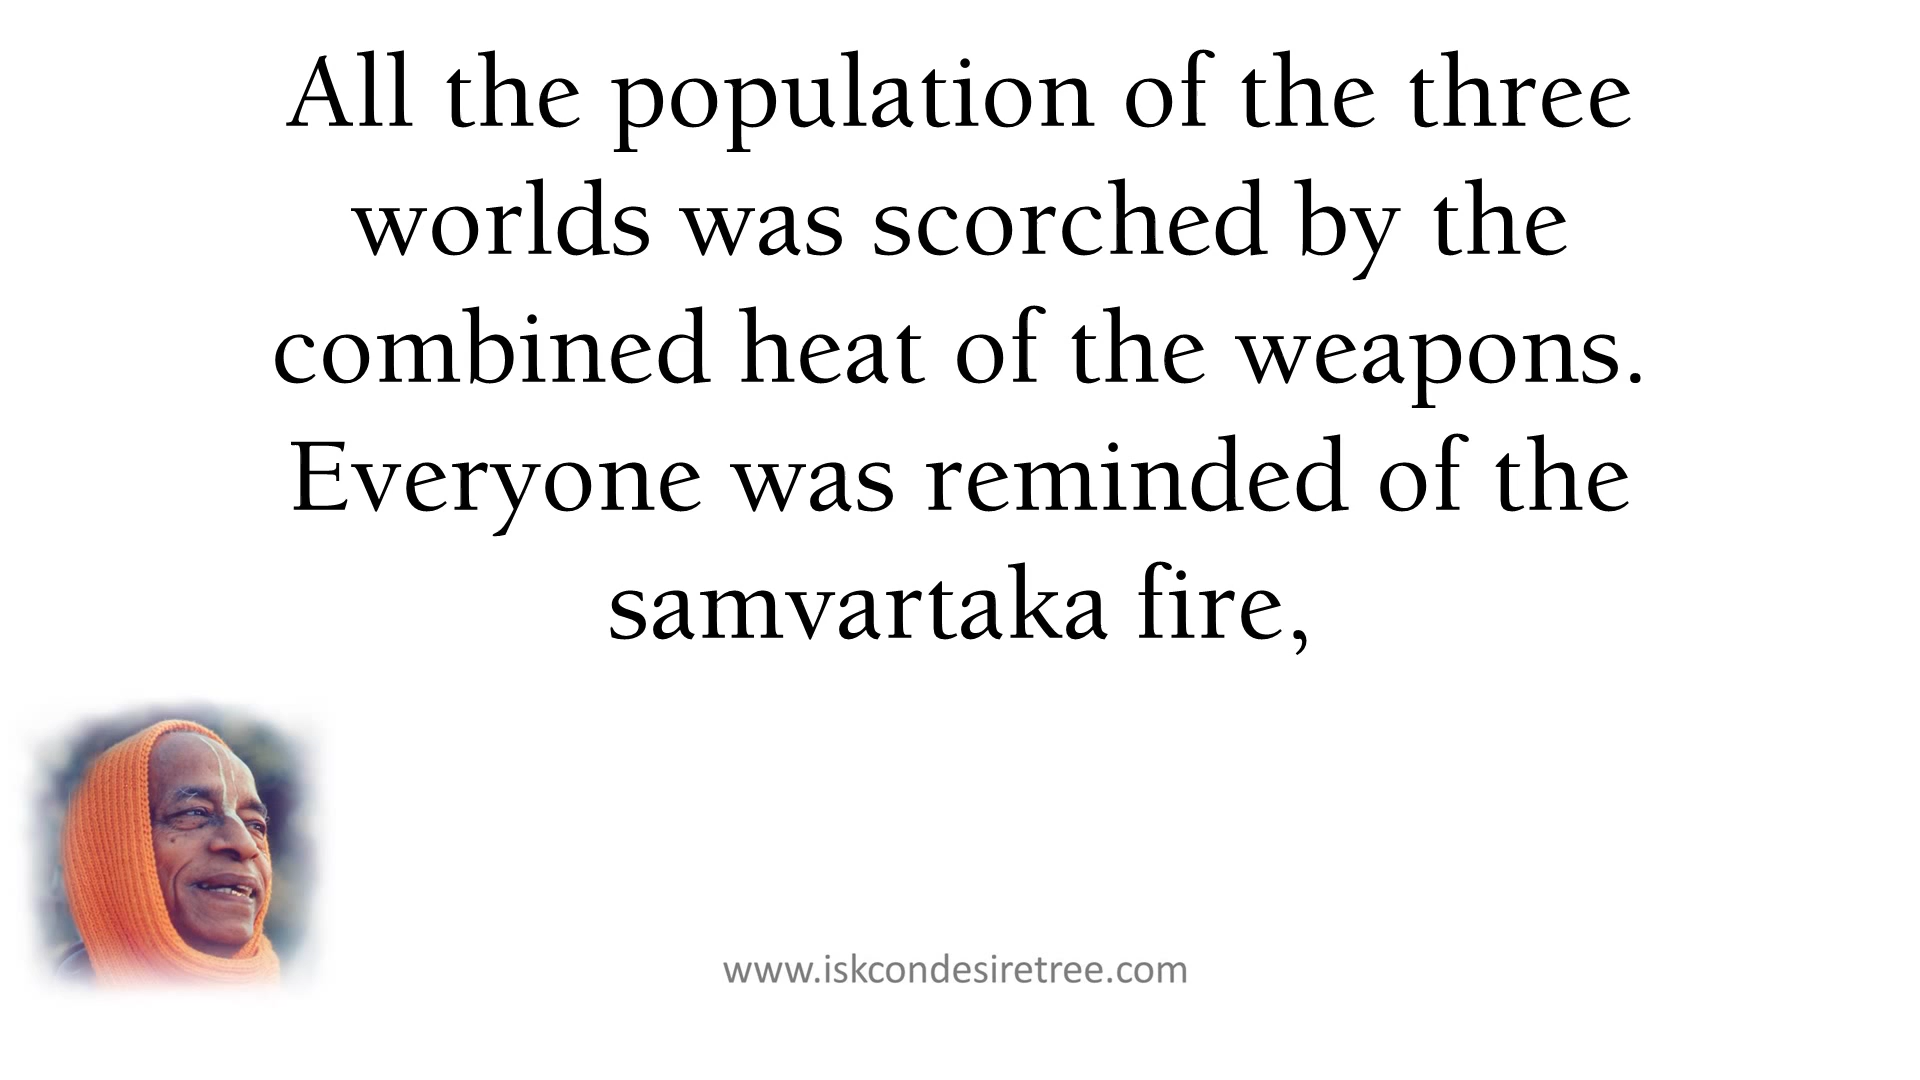 All the population of the three
worlds was scorched by the
combined heat of the weapons.
Everyone was reminded of the
samvartaka fire,
www.iskcondesiretree.com